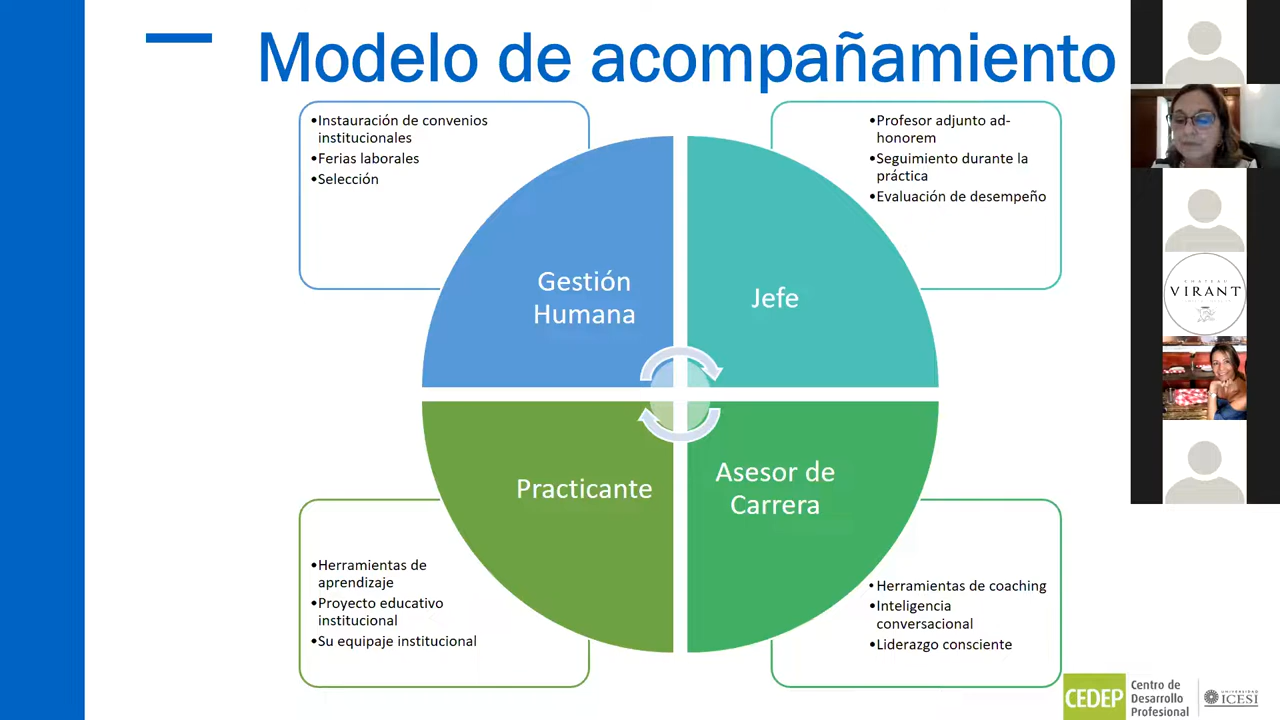 Modelo de acompañamiento
•Instauración de convenios
institucionales
•Ferias laborales
•Selección
•Profesor adjunto ad-
honorem
•Seguimiento durante la
práctica
•Evaluación de desempeño
Gestión
Humana
Jefe
Practicante
Asesor de
Carrera
•Herramientas de
aprendizaje
•Proyecto educativo
institucional
•Su equipaje institucional
•Herramientas de coaching
•Inteligencia
conversacional
•Liderazgo consciente
CHATEAU
VIRANT
CEDEP
Centro de
Desarrollo
Profesional
UNIVERSIDAD
ICESI